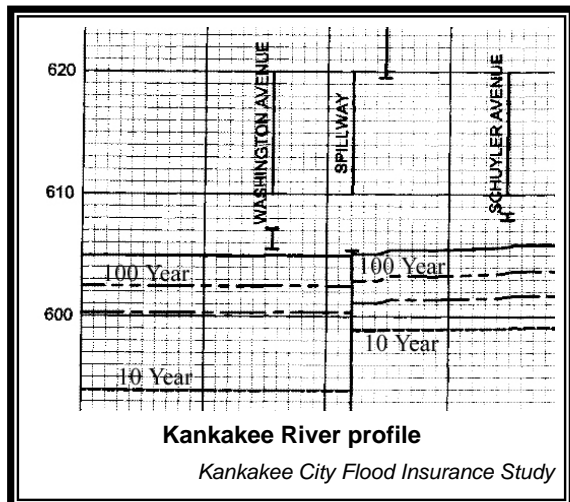 620
610
600
WASHINGTON AVENUE
SPILLWAY
SCHUYLER AVENUE
100 Year
100 Year
10 Year
10 Year
Kankakee River profile
Kankakee City Flood Insurance Study